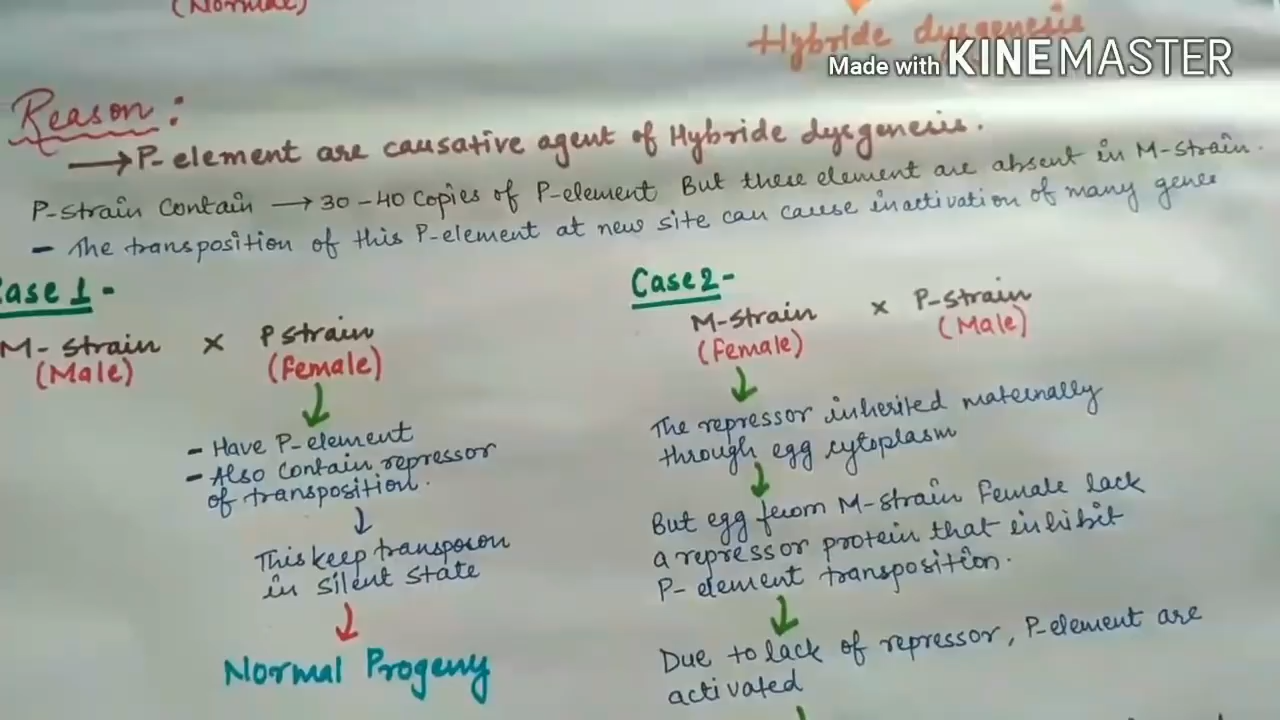 (Normal)
Hybride dysgenesis
Made with KINEMASTER
Reason:
→ P-element are causative agent of Hybride dysgenesis.
P-strain contain → 30-40 copies of P-element But these element are absent in M-strain.
- The transposition of this P-element at new site can cause inactivation of many genes
Case 1-
M-strain × P strain
(Male) (Female)
- Have P-element
- Also contain repressor
of transposition.
This keep transposon
in silent state
Normal Progeny
Case 2-
M-strain × P-strain
(Female) (Male)
The repressor inherited maternally
through egg cytoplasm
But egg from M-strain Female lack
a repressor protein that inhibit
P-element transposition.
Due to lack of repressor, P-element are
activated